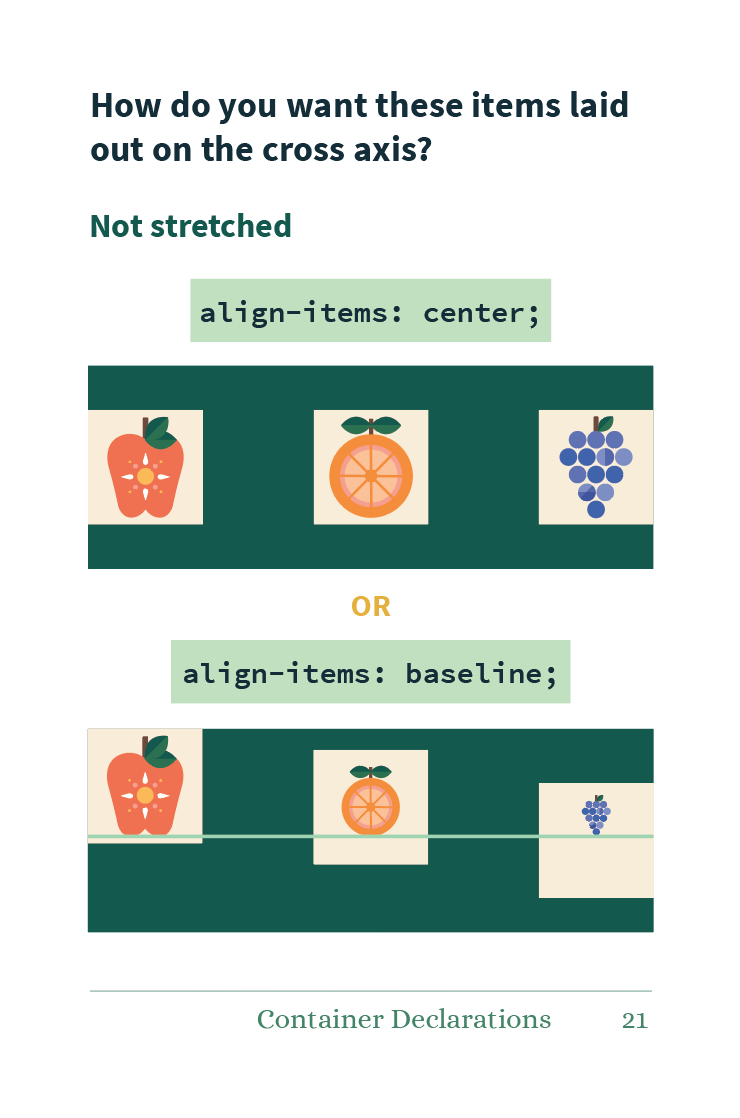 How do you want these items laid
out on the cross axis?
Not stretched
align-items: center;
OR
align-items: baseline;
Container Declarations 21